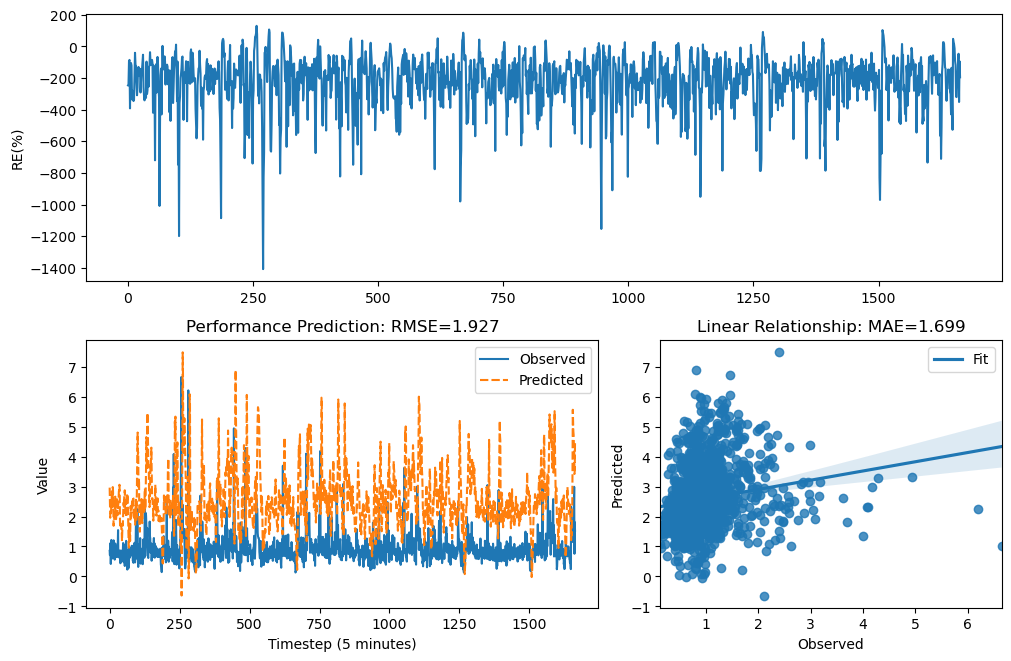 RE(%)
200
0
−200
−400
−600
−800
−1000
−1200
−1400
0 250 500 750 1000 1250 1500
Performance Prediction: RMSE=1.927
Value
7
6
5
4
3
2
1
0
−1
Observed
Predicted
0 250 500 750 1000 1250 1500
Timestep (5 minutes)
Linear Relationship: MAE=1.699
Predicted
7
6
5
4
3
2
1
0
−1
Fit
1 2 3 4 5 6
Observed